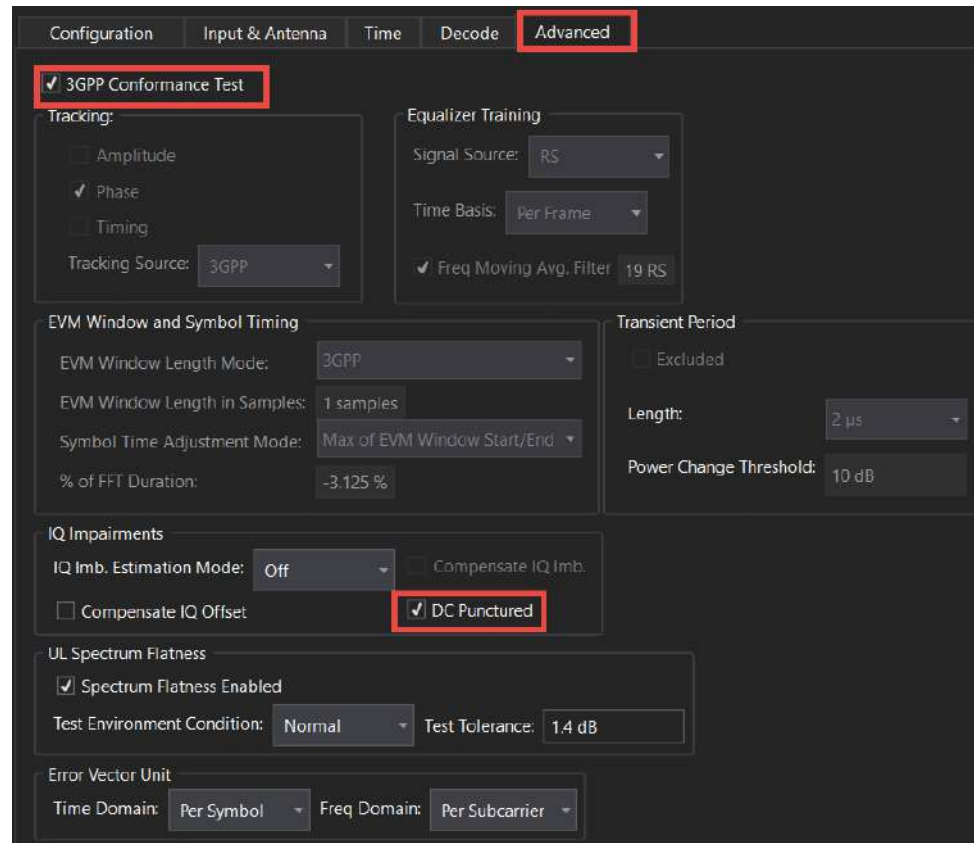 Configuration Input & Antenna Time Decode Advanced
3GPP Conformance Test
Tracking:
Amplitude
Phase
Timing
Tracking Source: 3GPP
Equalizer Training
Signal Source: RS
Time Basis: Per Frame
Freq Moving Avg. Filter 19 RS
EVM Window and Symbol Timing
EVM Window Length Mode: 3GPP
EVM Window Length in Samples: 1 samples
Symbol Time Adjustment Mode: Max of EVM Window Start/End
% of FFT Duration: -3.125 %
Transient Period
Excluded
Length: 2 µs
Power Change Threshold: 10 dB
IQ Impairments
IQ Imb. Estimation Mode: Off Compensate IQ Imb.
Compensate IQ Offset DC Punctured
UL Spectrum Flatness
Spectrum Flatness Enabled
Test Environment Condition: Normal Test Tolerance: 1.4 dB
Error Vector Unit
Time Domain: Per Symbol Freq Domain: Per Subcarrier